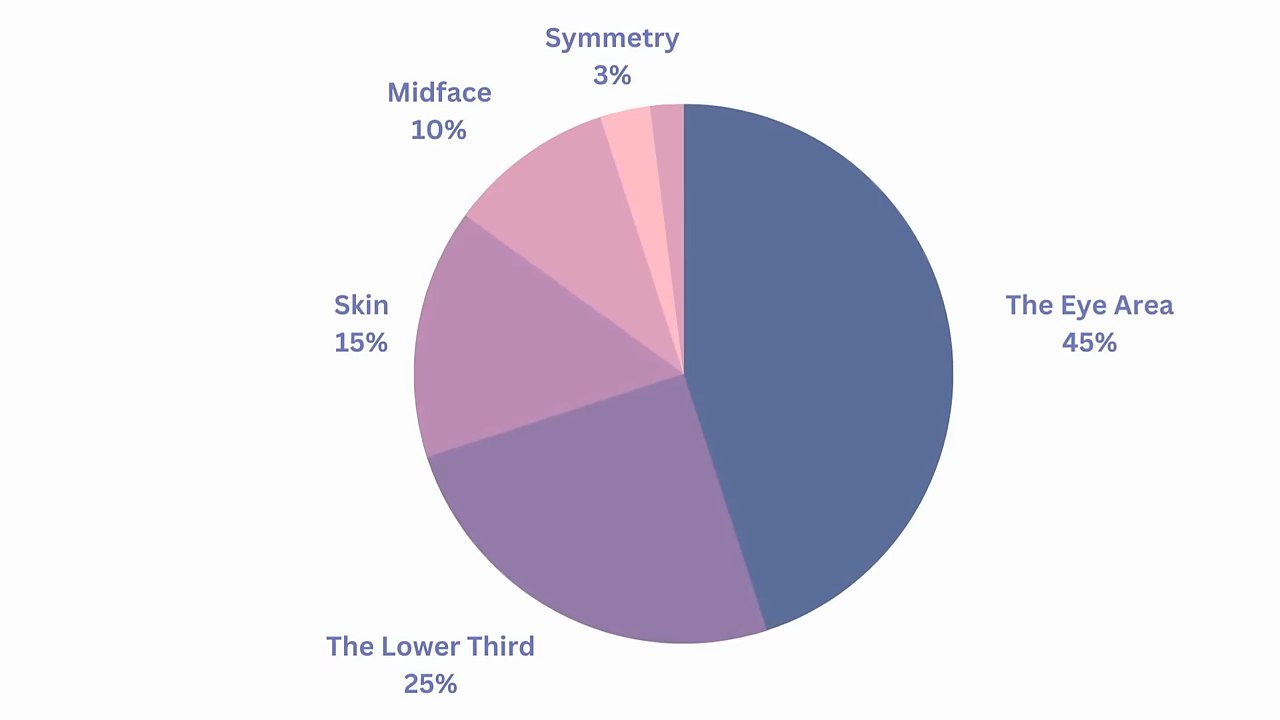 Symmetry
3%
Midface
10%
Skin
15%
The Eye Area
45%
The Lower Third
25%